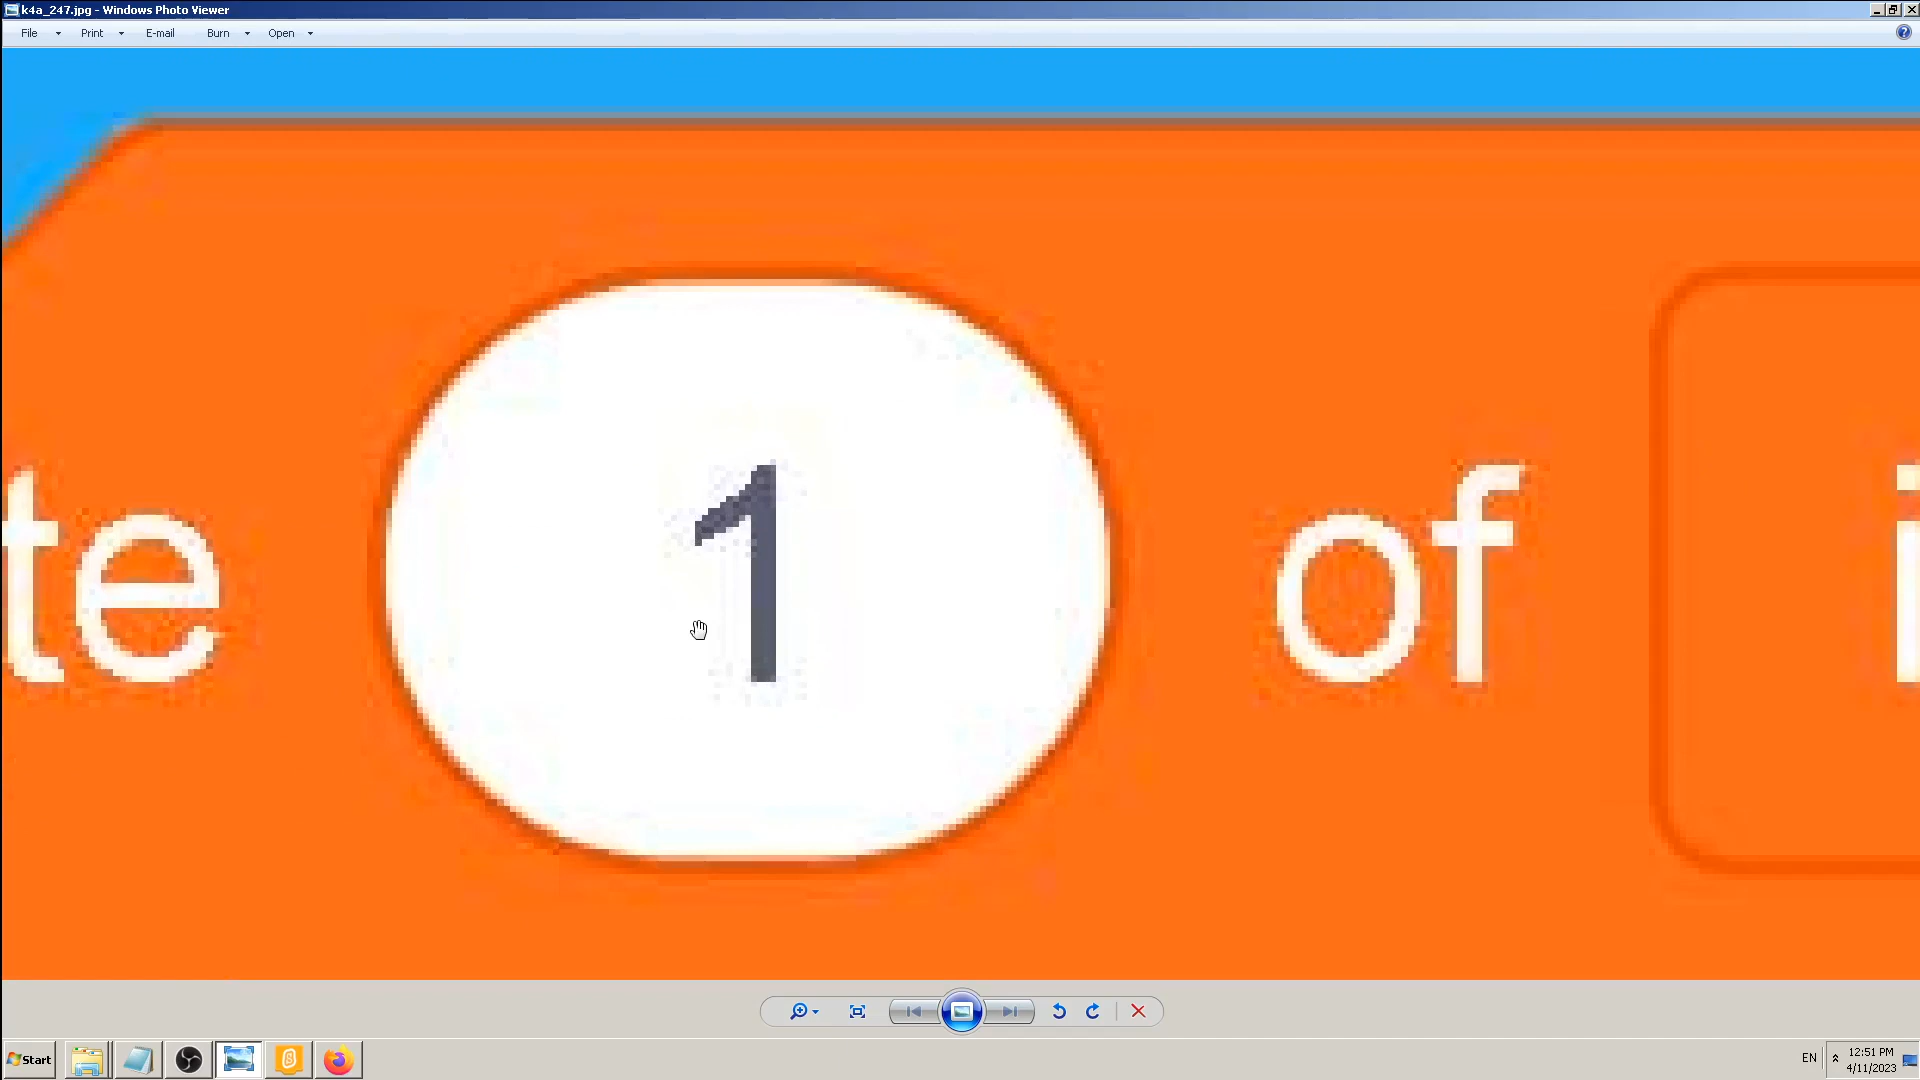 k4a_247.jpg - Windows Photo Viewer
File Print E-mail Burn Open
te 1 of i
Start
EN
12:51 PM
4/11/2023